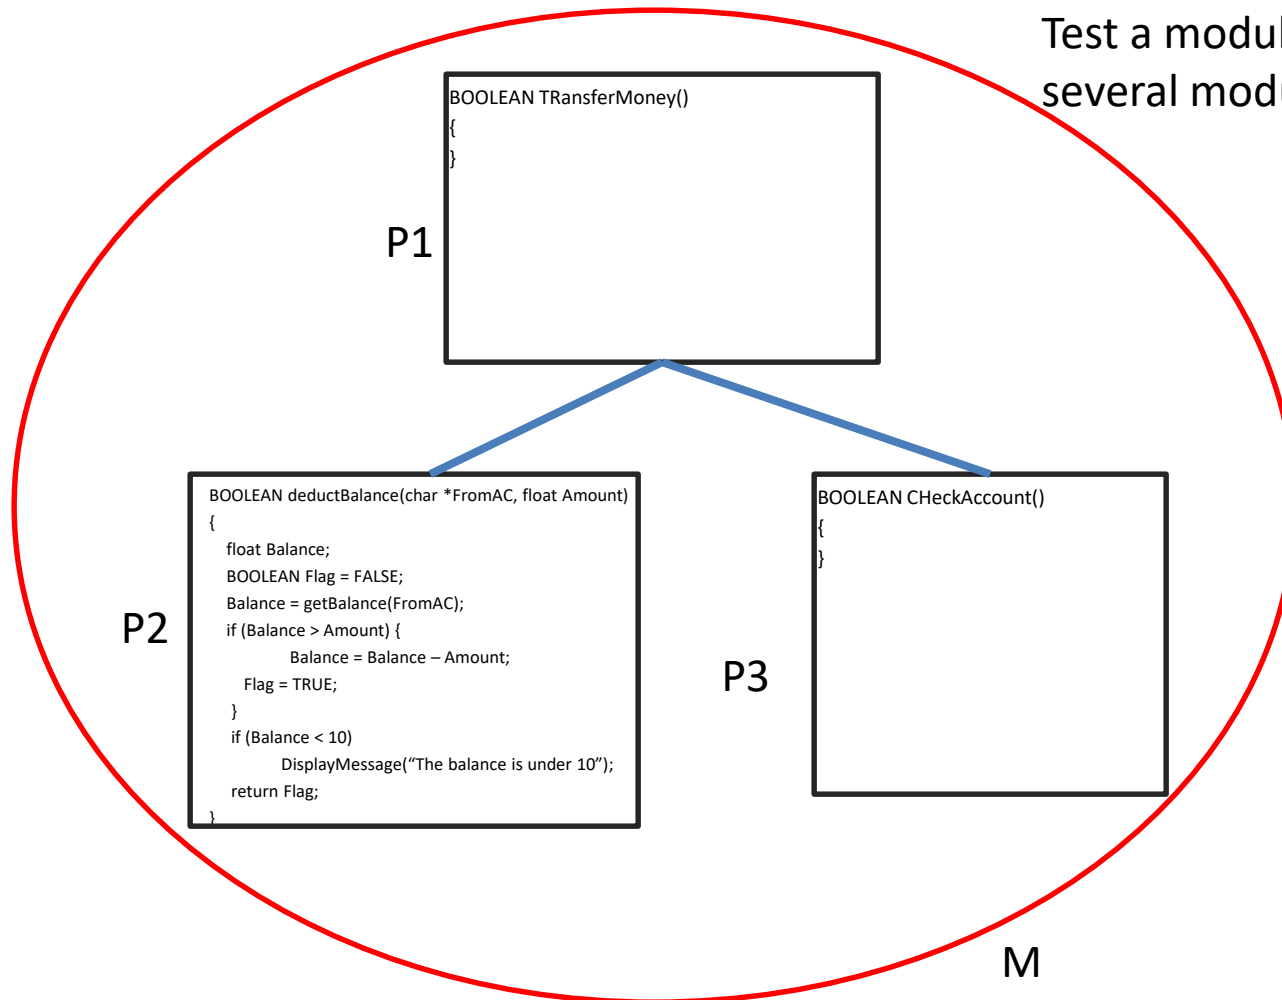 Test a modul
several modu
BOOLEAN TRansferMoney()
{
}
P1
BOOLEAN deductBalance(char *FromAC, float Amount)
{
float Balance;
BOOLEAN Flag = FALSE;
Balance = getBalance(FromAC);
if (Balance > Amount) {
Balance = Balance – Amount;
Flag = TRUE;
}
if (Balance < 10)
DisplayMessage(“The balance is under 10”);
return Flag;
}
P2
BOOLEAN CHeckAccount()
{
}
P3
M